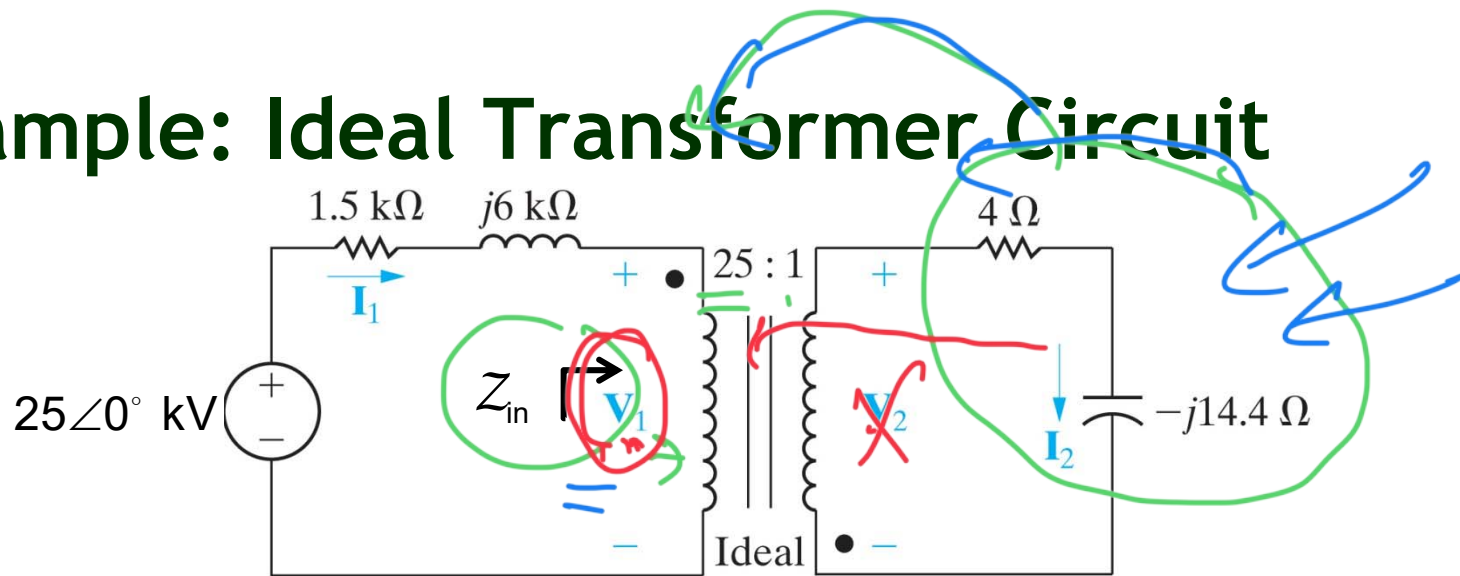 ample: Ideal Transformer Circuit
1.5 kΩ j6 kΩ 4 Ω
+ 25 : 1 +
I₁
25∠0° kV + − Zin V₁ V₂ I₂ −j14.4 Ω
− Ideal −